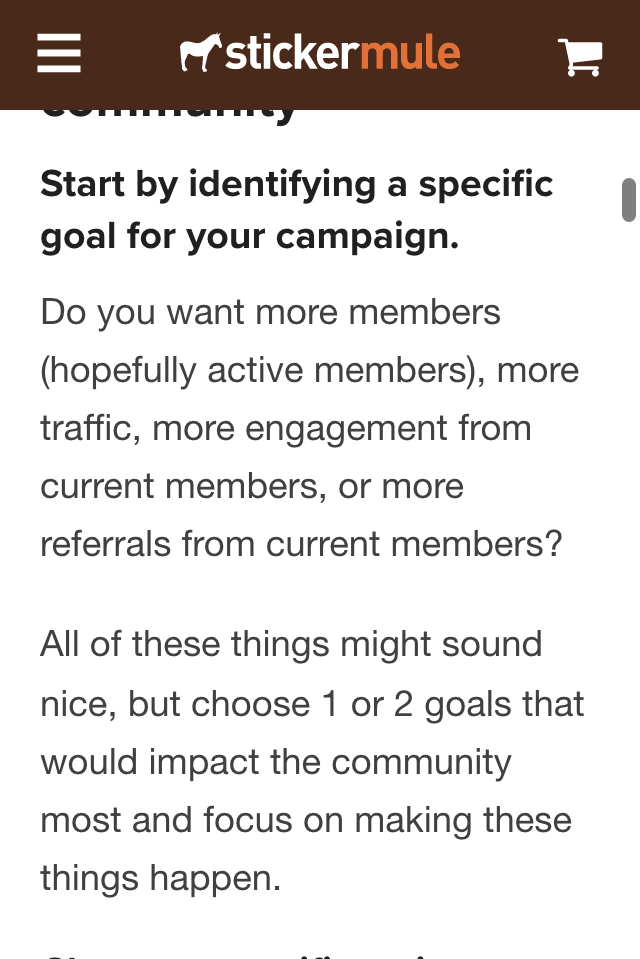 stickermule
community
Start by identifying a specific
goal for your campaign.
Do you want more members
(hopefully active members), more
traffic, more engagement from
current members, or more
referrals from current members?
All of these things might sound
nice, but choose 1 or 2 goals that
would impact the community
most and focus on making these
things happen.